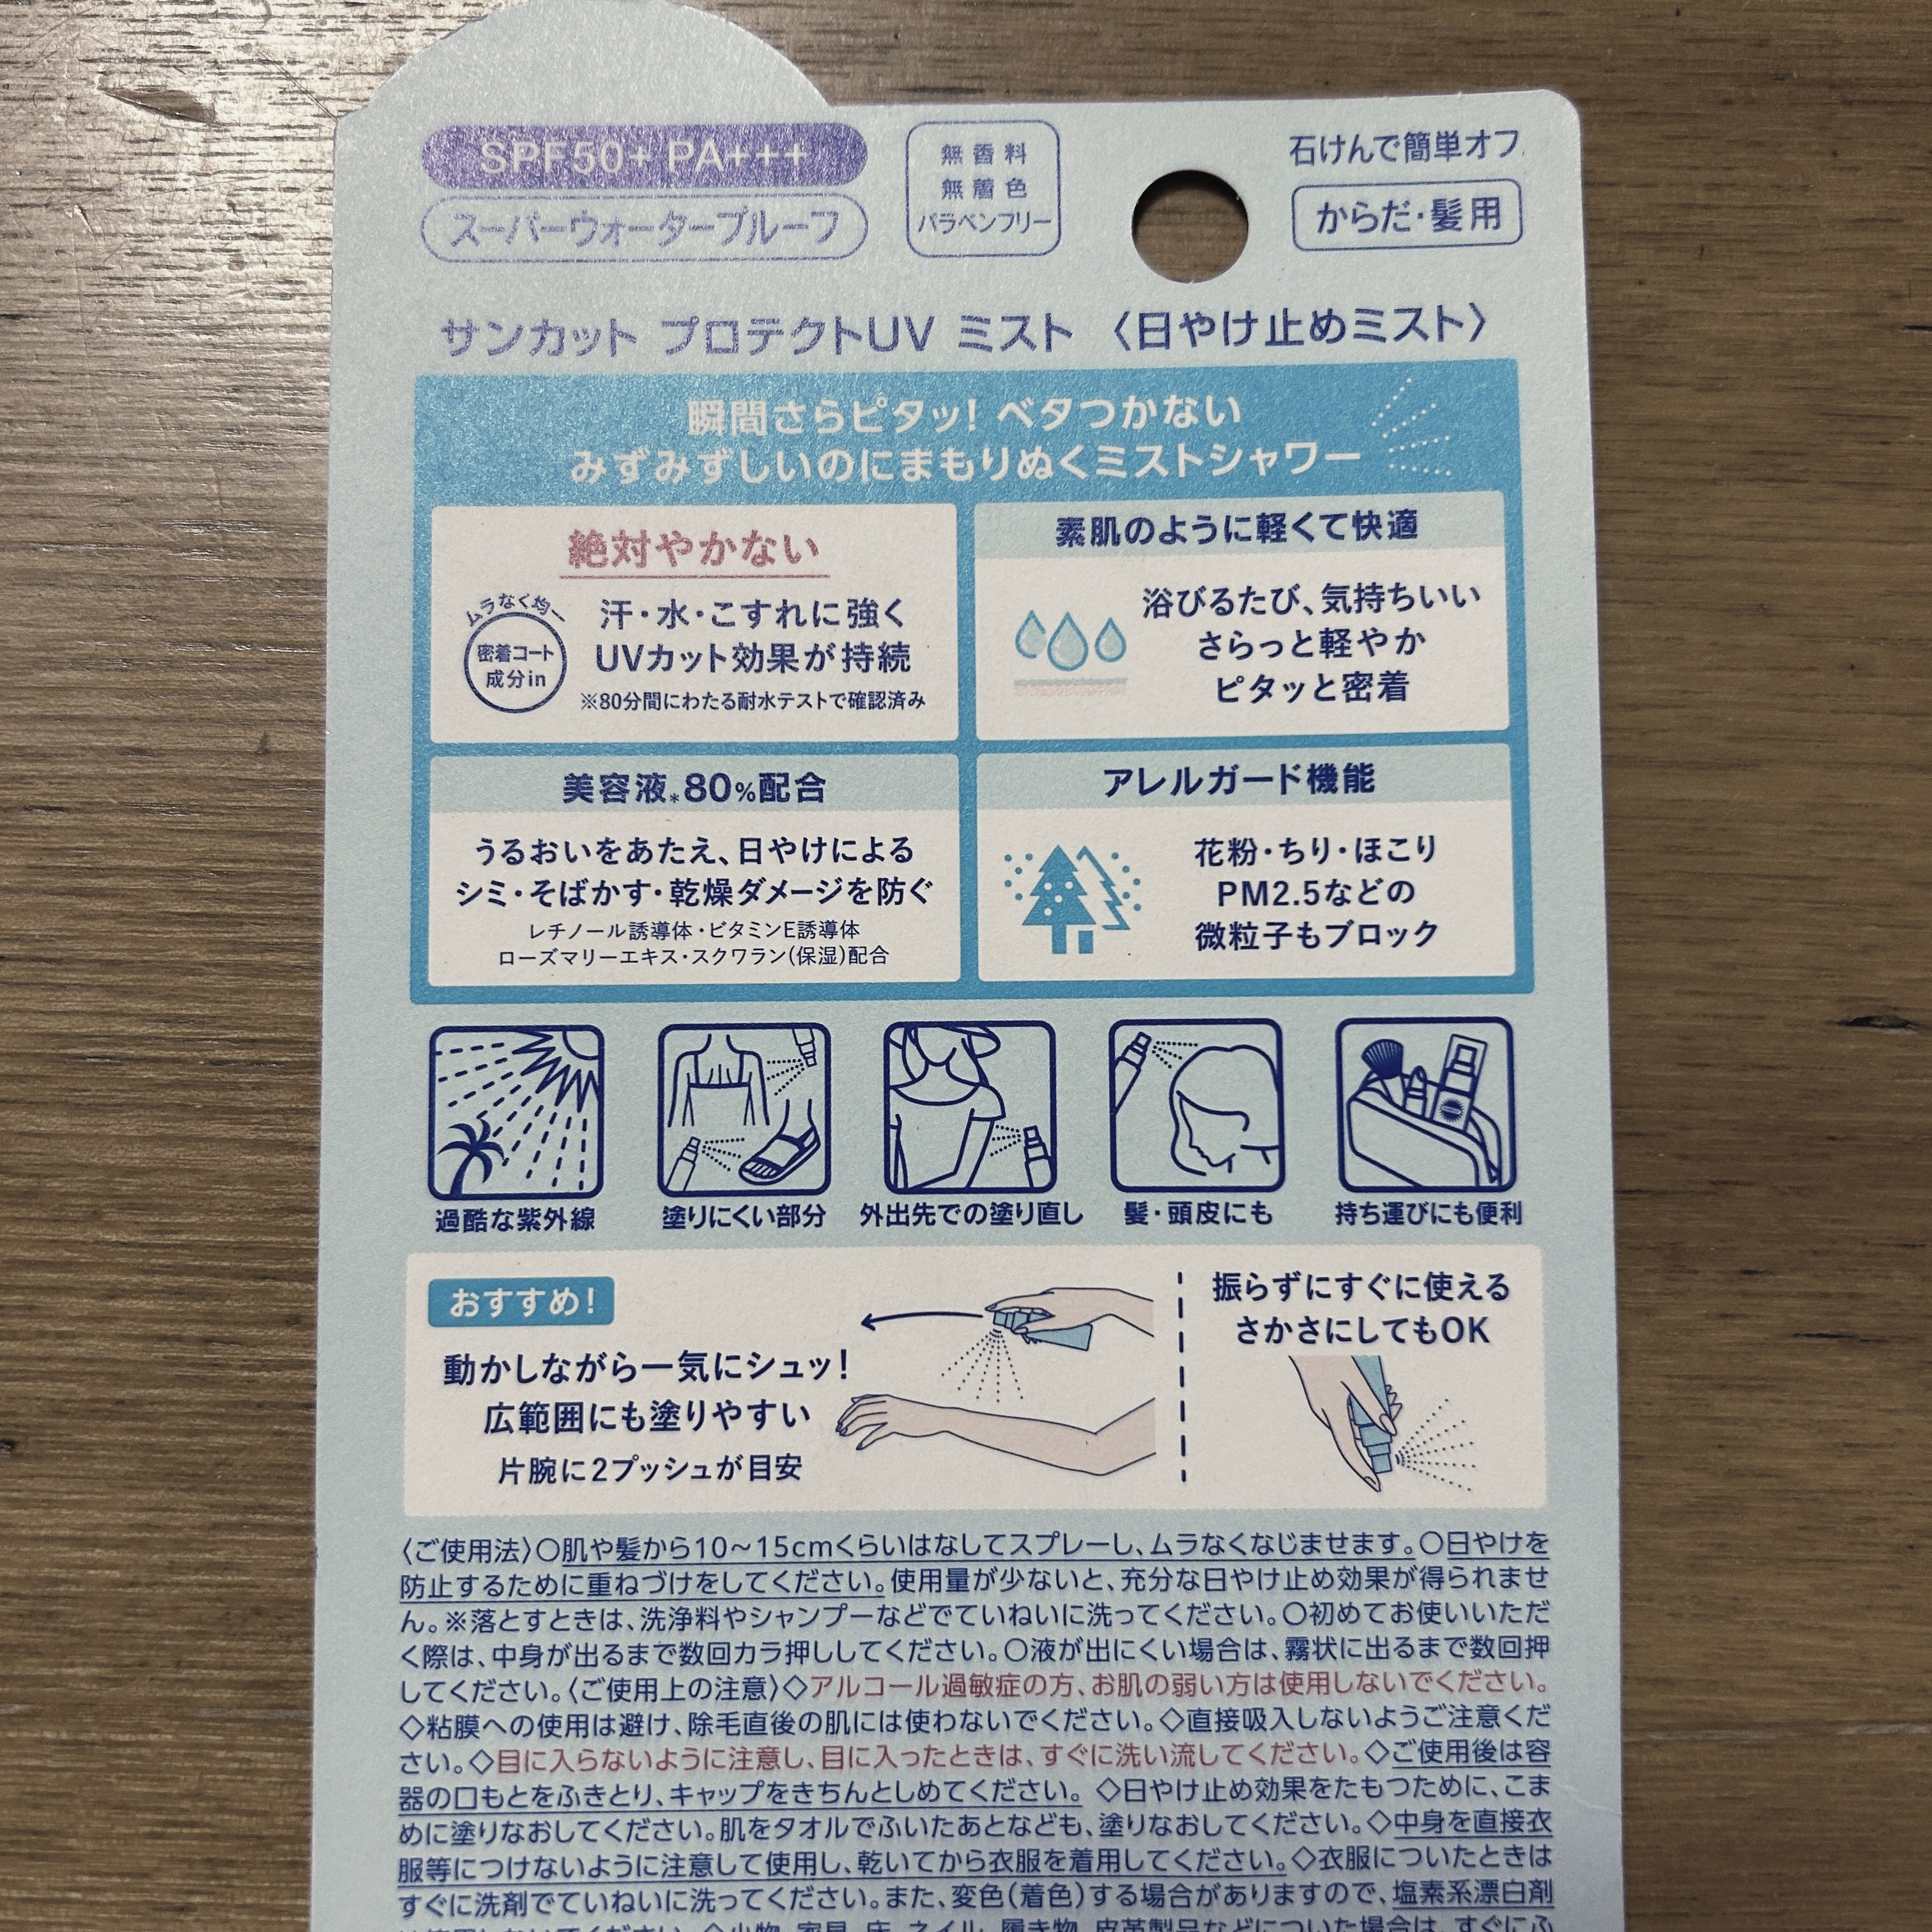 SPF50+ PA++++
スーパーウォータープルーフ
無香料
無着色
パラベンフリー
石けんで簡単オフ
からだ・髪用
サンカット プロテクトUV ミスト 〈日やけ止めミスト〉
瞬間さらピタッ! ベタつかない
みずみずしいのにまもりぬくミストシャワー
絶対やかない
ムラなく均一
密着コート
成分in
汗・水・こすれに強く
UVカット効果が持続
※80分間にわたる耐水テストで確認済み
素肌のように軽くて快適
浴びるたび、気持ちいい
さらっと軽やか
ピタッと密着
美容液*80%配合
うるおいをあたえ、日やけによる
シミ・そばかす・乾燥ダメージを防ぐ
レチノール誘導体・ビタミンE誘導体
ローズマリーエキス・スクワラン(保湿)配合
アレルガード機能
花粉・ちり・ほこり
PM2.5などの
微粒子もブロック
過酷な紫外線
塗りにくい部分
外出先での塗り直し
髪・頭皮にも
持ち運びにも便利
おすすめ!
動かしながら一気にシュッ!
広範囲にも塗りやすい
片腕に2プッシュが目安
振らずにすぐに使える
さかさにしてもOK
〈ご使用法〉○肌や髪から10〜15cmくらいはなしてスプレーし、ムラなくなじませます。○日やけを
防止するために重ねづけをしてください。使用量が少ないと、充分な日やけ止め効果が得られませ
ん。※落とすときは、洗浄料やシャンプーなどでていねいに洗ってください。○初めてお使いいただ
く際は、中身が出るまで数回カラ押ししてください。○液が出にくい場合は、霧状に出るまで数回押
してください。〈ご使用上の注意〉◇アルコール過敏症の方、お肌の弱い方は使用しないでください。
◇粘膜への使用は避け、除毛直後の肌には使わないでください。◇直接吸入しないようご注意くだ
さい。◇目に入らないように注意し、目に入ったときは、すぐに洗い流してください。◇ご使用後は容
器の口もとをふきとり、キャップをきちんとしめてください。◇日やけ止め効果をたもつために、こま
めに塗りなおしてください。肌をタオルでふいたあとなども、塗りなおしてください。◇中身を直接衣
服等につけないように注意して使用し、乾いてから衣服を着用してください。◇衣服についたときは
すぐに洗剤でていねいに洗ってください。また、変色(着色)する場合がありますので、塩素系漂白剤